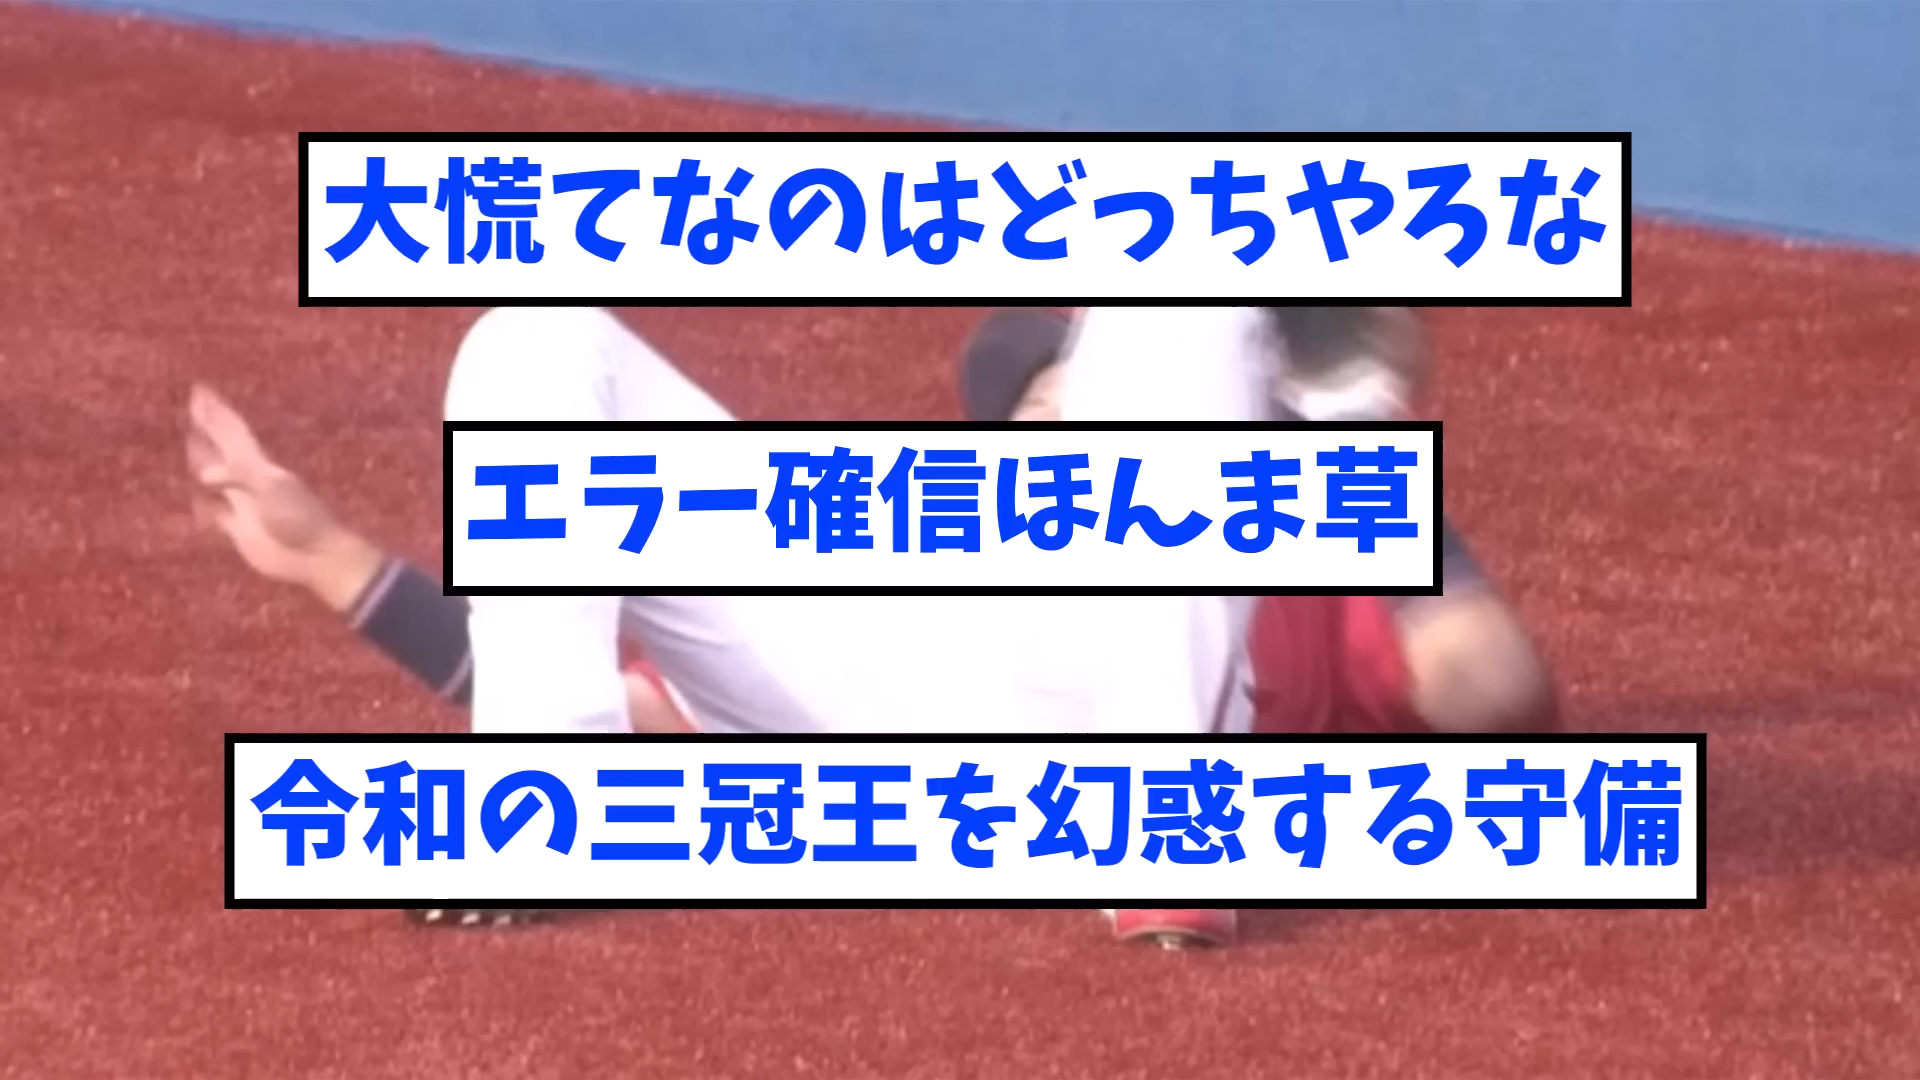 大慌てなのはどっちやろな
エラー確信ほんま草
令和の三冠王を幻惑する守備